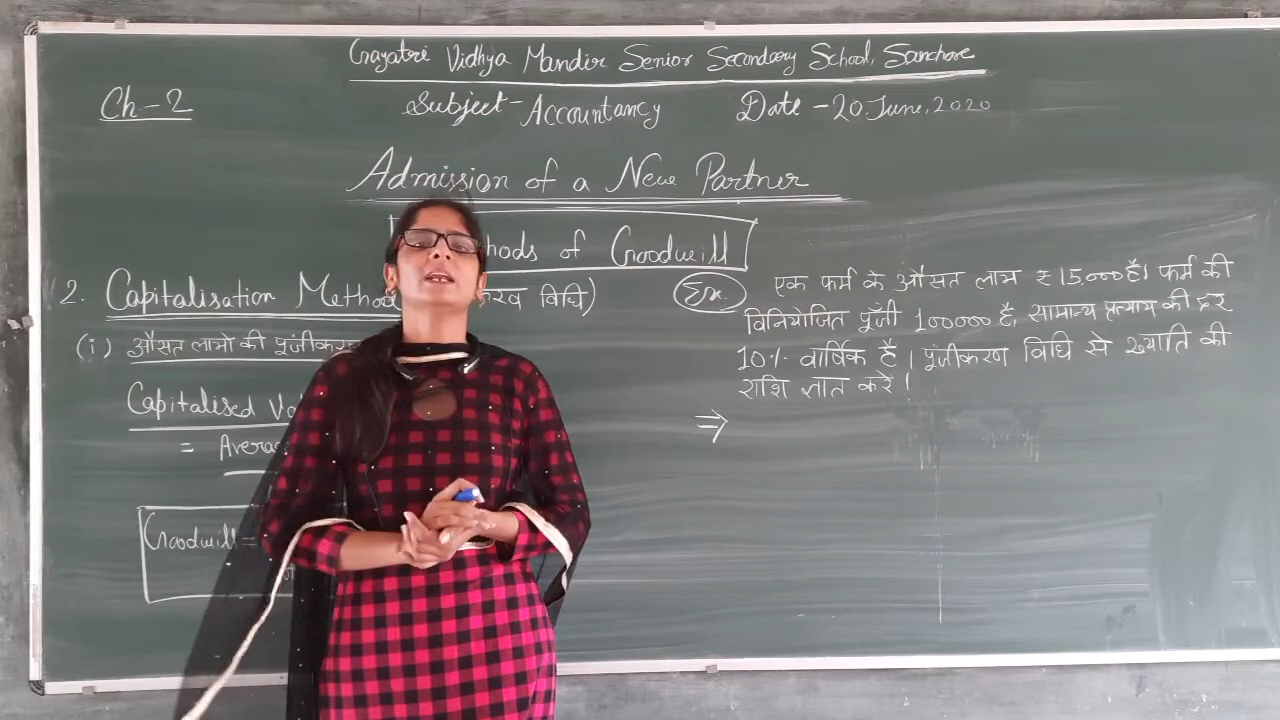 Gayatri Vidhya Mandir Senior Secondary School, Sanchore
Ch-2
Subject - Accountancy
Date - 20.June,2020
Admission of a New Partner
hods of Goodwill
2. Capitalisation Method विधि)
(i) औसत लाभो की पूंजीकर
Capitalised Val
= Averag
Goodwill =
Ex. एक फर्म के औसत लाभ ₹15,000 है। फर्म की
विनियोजित पूँजी 100000 है, सामान्य प्रत्याय की दर
10% वार्षिक है। पूंजीकरण विधि से ख्याति की
राशि ज्ञात करें!
⇒